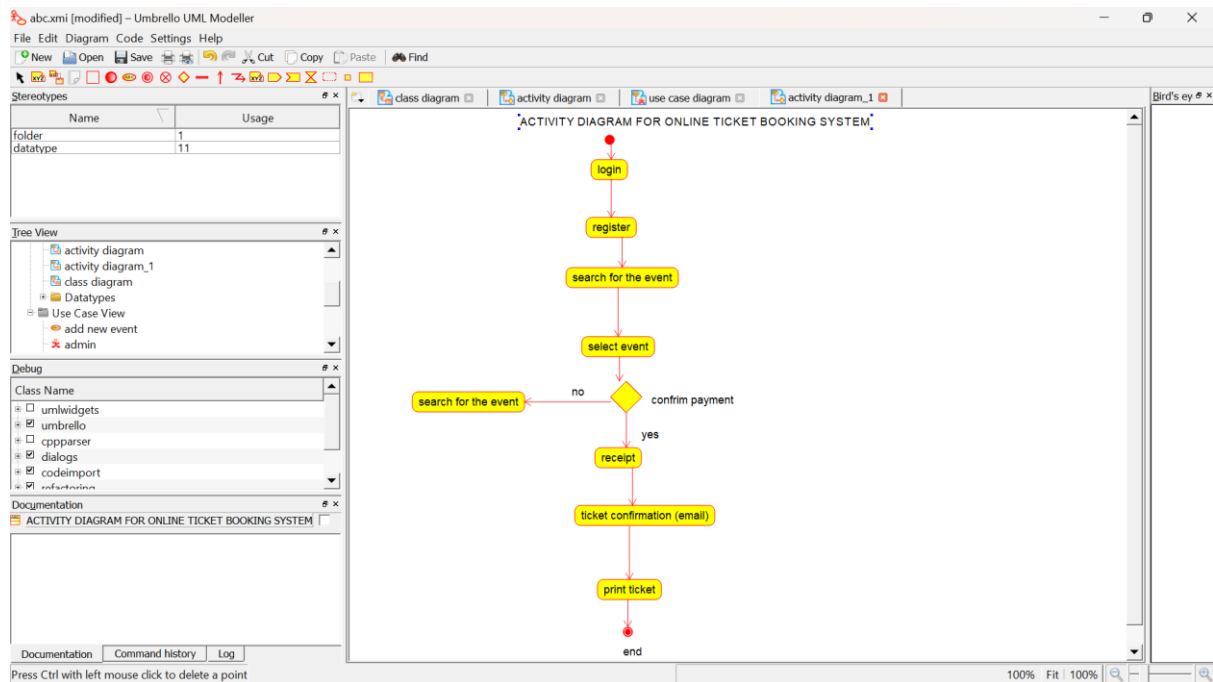 abc.xmi [modified] – Umbrello UML Modeller
File Edit Diagram Code Settings Help
New Open Save Cut Copy Paste Find
Stereotypes
Name Usage
folder 1
datatype 11
Tree View
activity diagram
activity diagram_1
class diagram
Datatypes
Use Case View
add new event
admin
Debug
Class Name
umlwidgets
umbrello
cppparser
dialogs
codeimport
refactoring
Documentation
ACTIVITY DIAGRAM FOR ONLINE TICKET BOOKING SYSTEM
Documentation Command history Log
Press Ctrl with left mouse click to delete a point
class diagram activity diagram use case diagram activity diagram_1
ACTIVITY DIAGRAM FOR ONLINE TICKET BOOKING SYSTEM
login
register
search for the event
select event
search for the event no confrim payment
yes
receipt
ticket confirmation (email)
print ticket
end
Bird's ey
100% Fit 100%